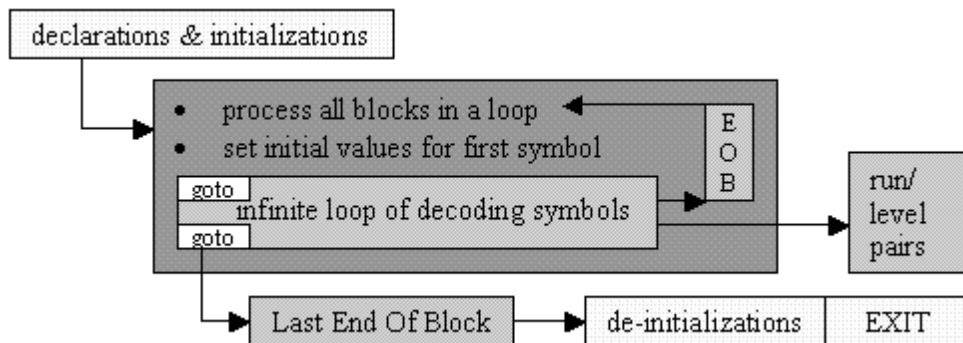 declarations & initializations
• process all blocks in a loop
• set initial values for first symbol
E
O
B
goto
infinite loop of decoding symbols
goto
run/
level
pairs
Last End Of Block
de-initializations
EXIT